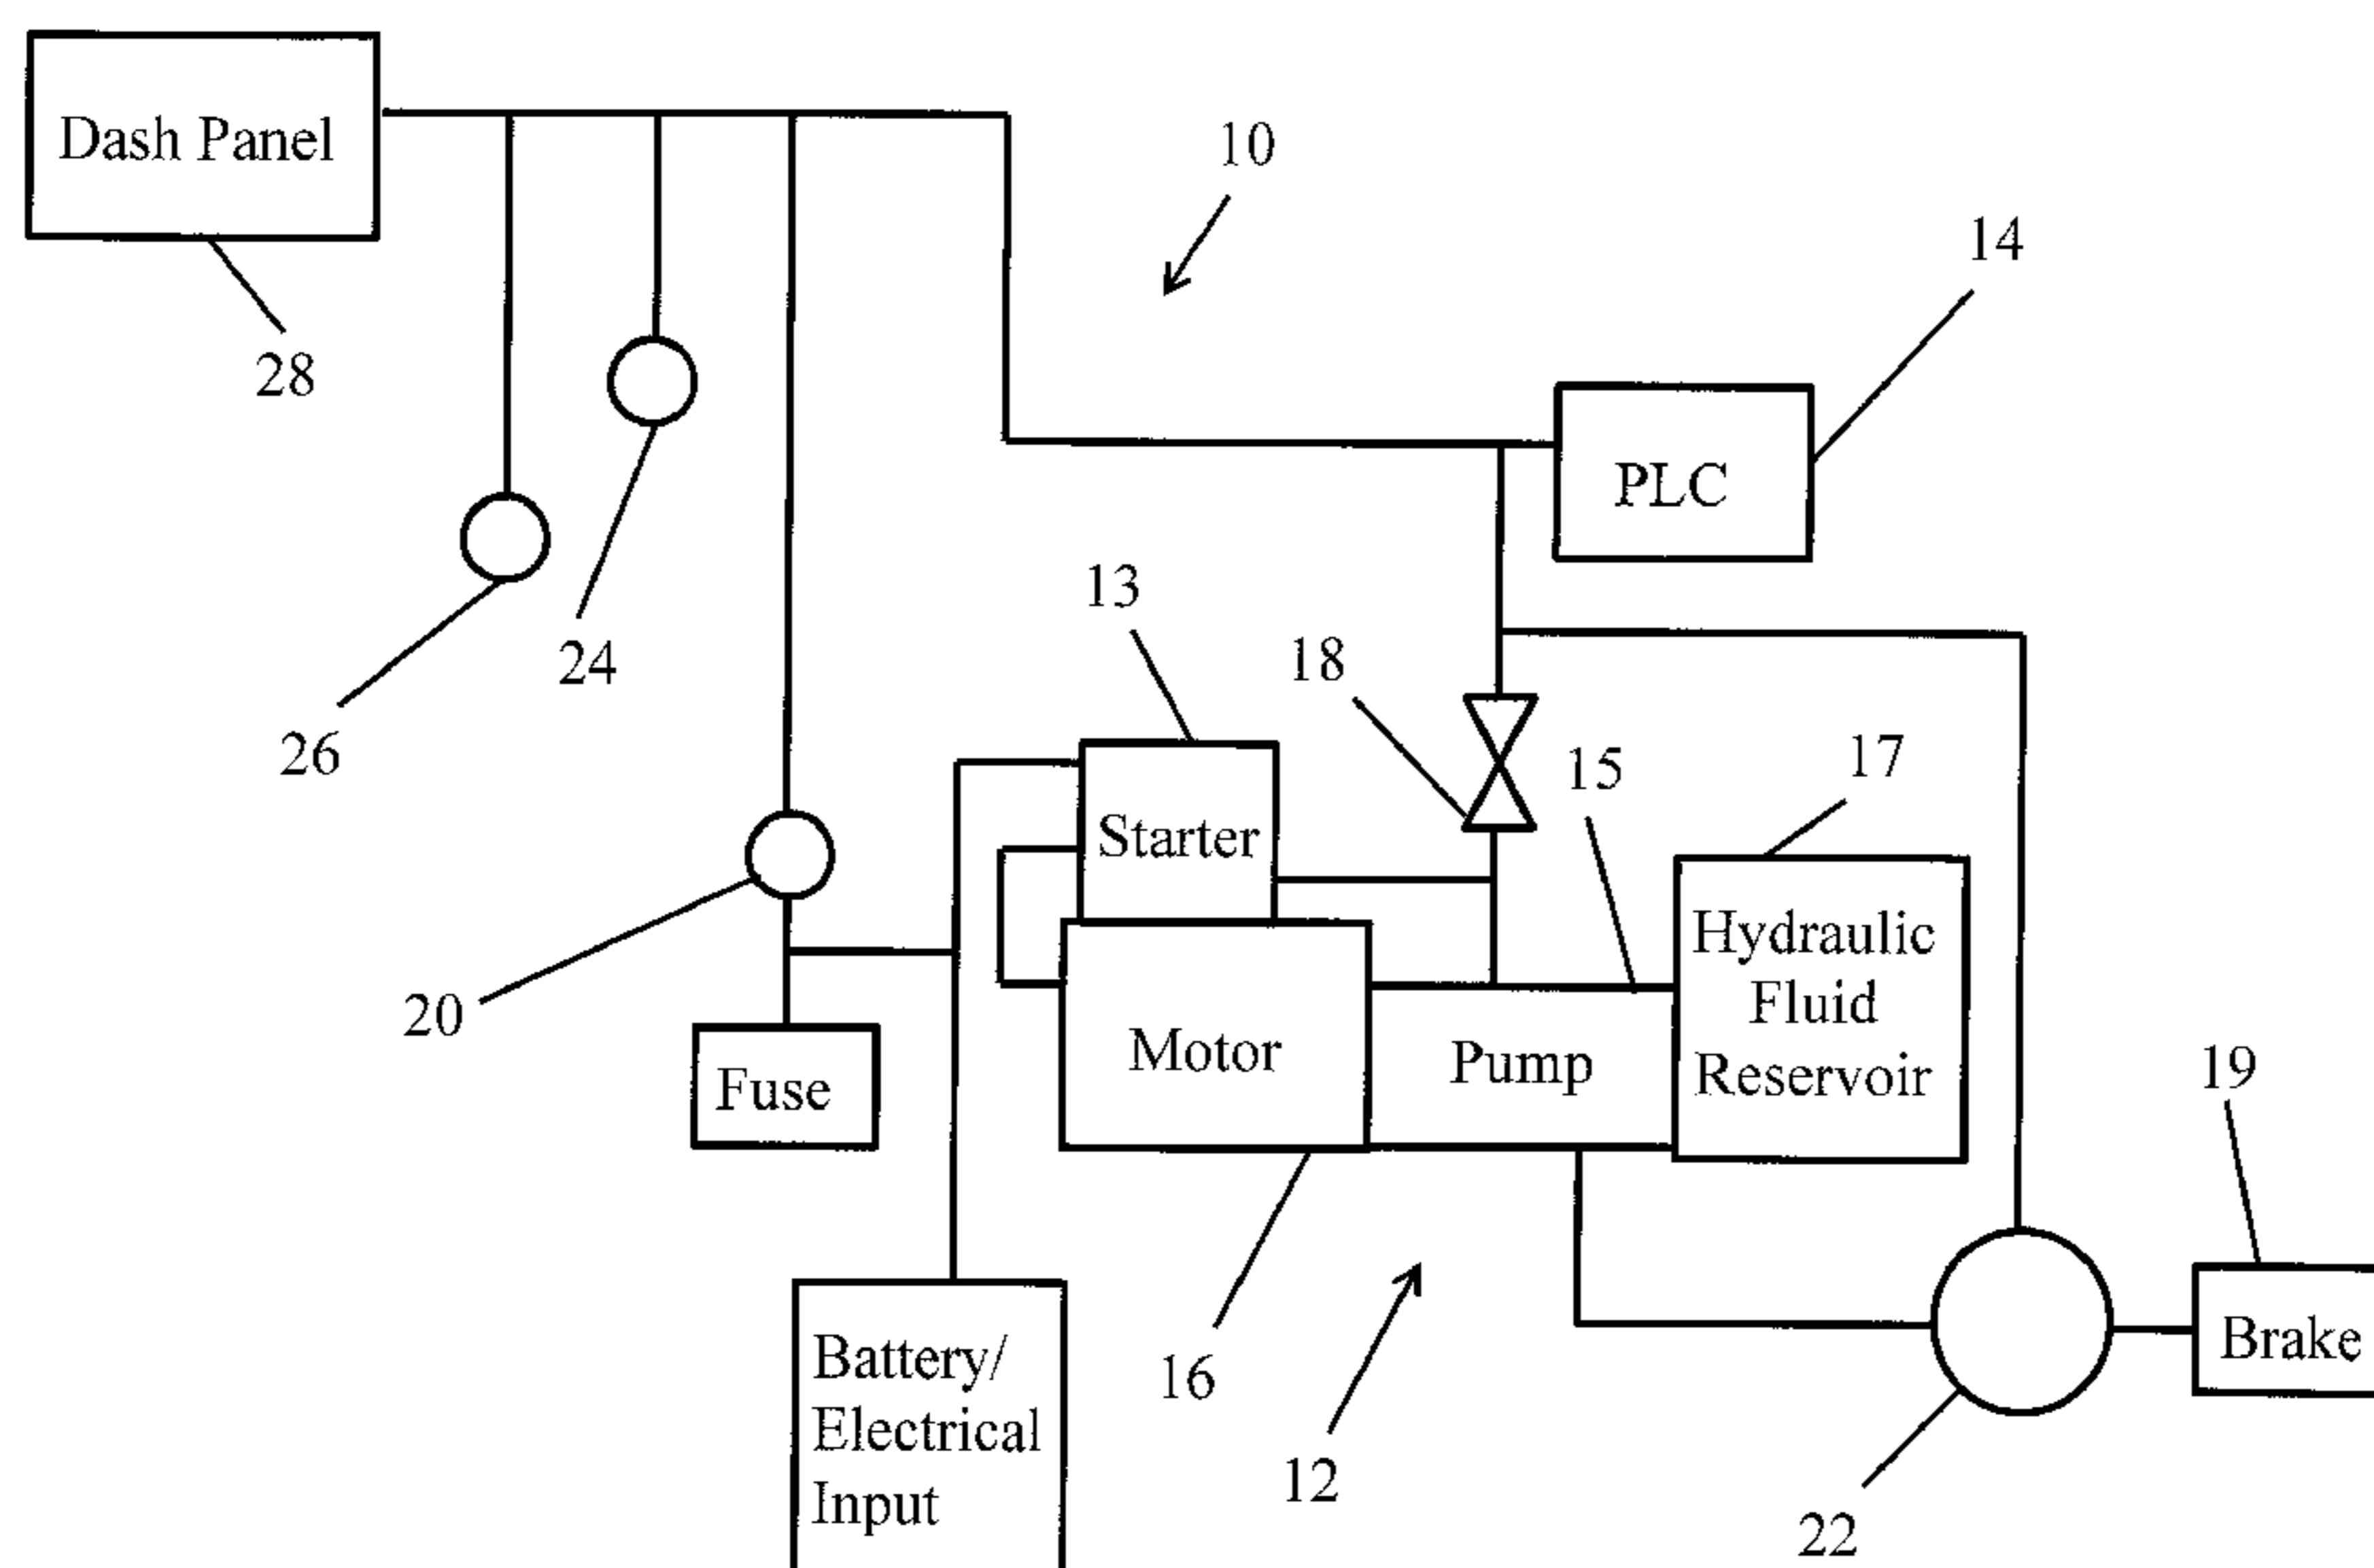 Dash Panel
10
14
28
PLC
13
24
18
26
15
17
Starter
Hydraulic
Fluid
Reservoir
20
Motor
Pump
Fuse
19
Battery/
Electrical
Input
16
Brake
12
22